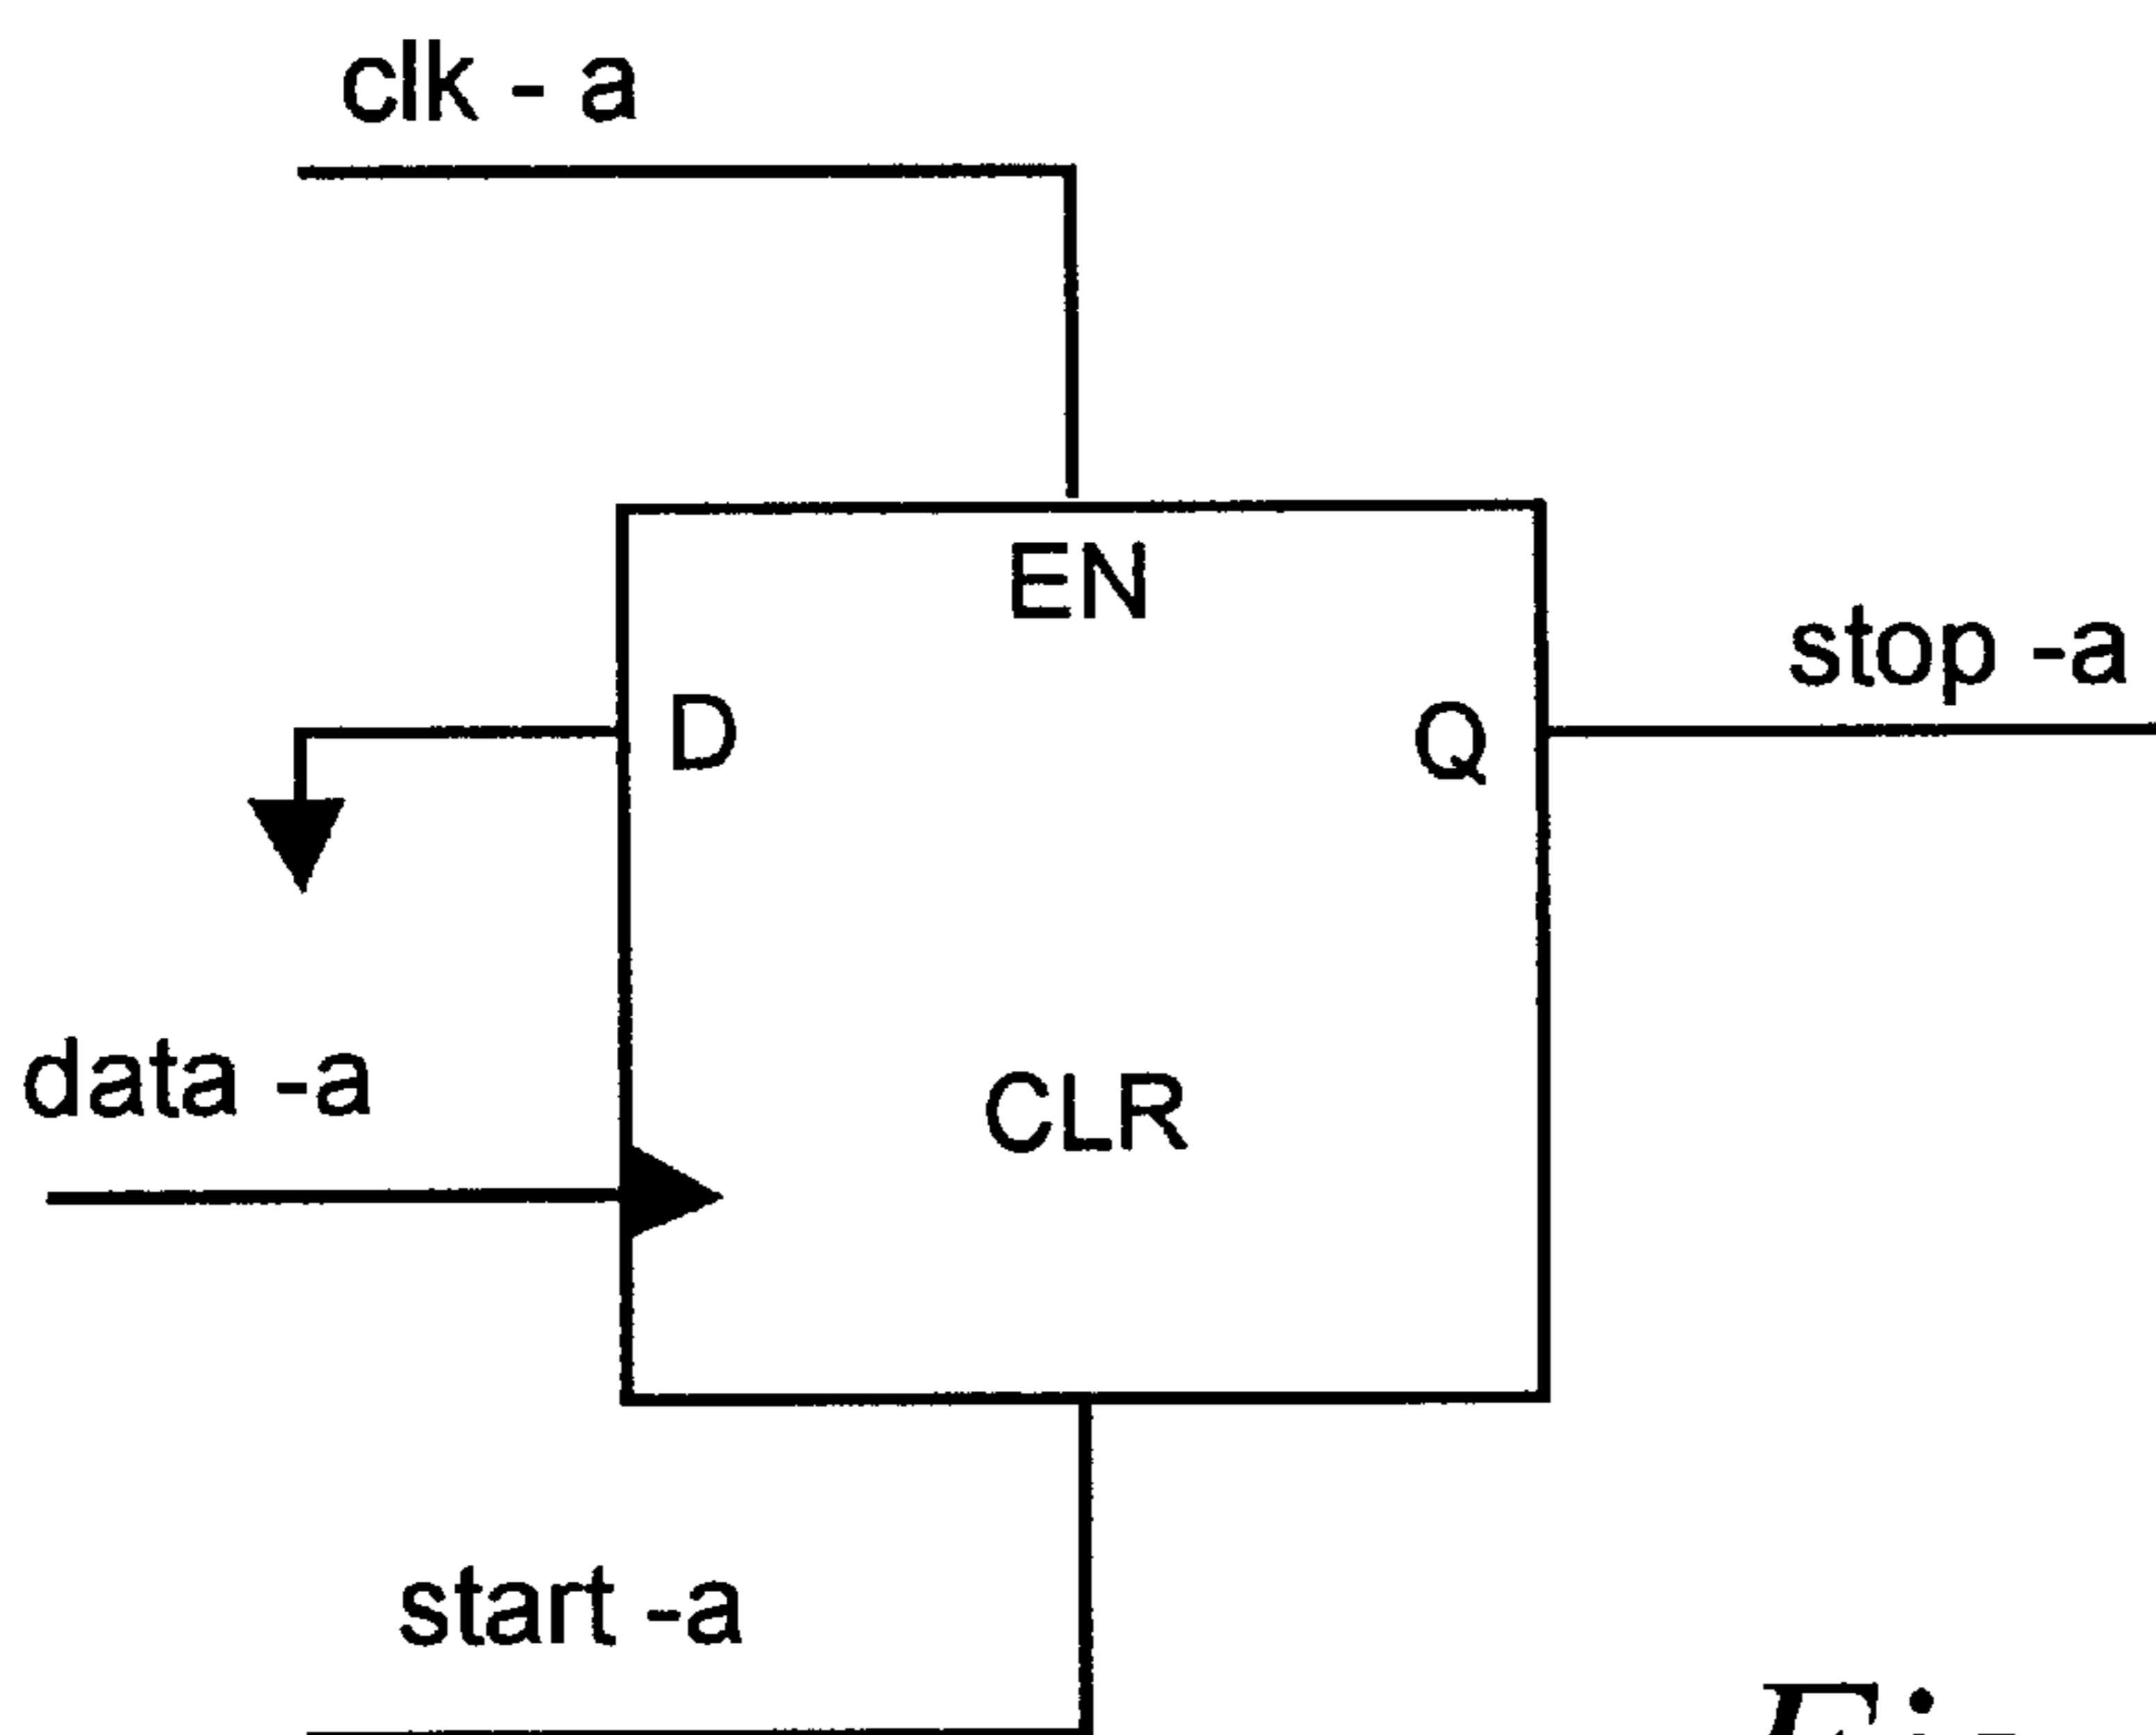 clk - a
EN
stop -a
D
Q
data -a
CLR
start -a